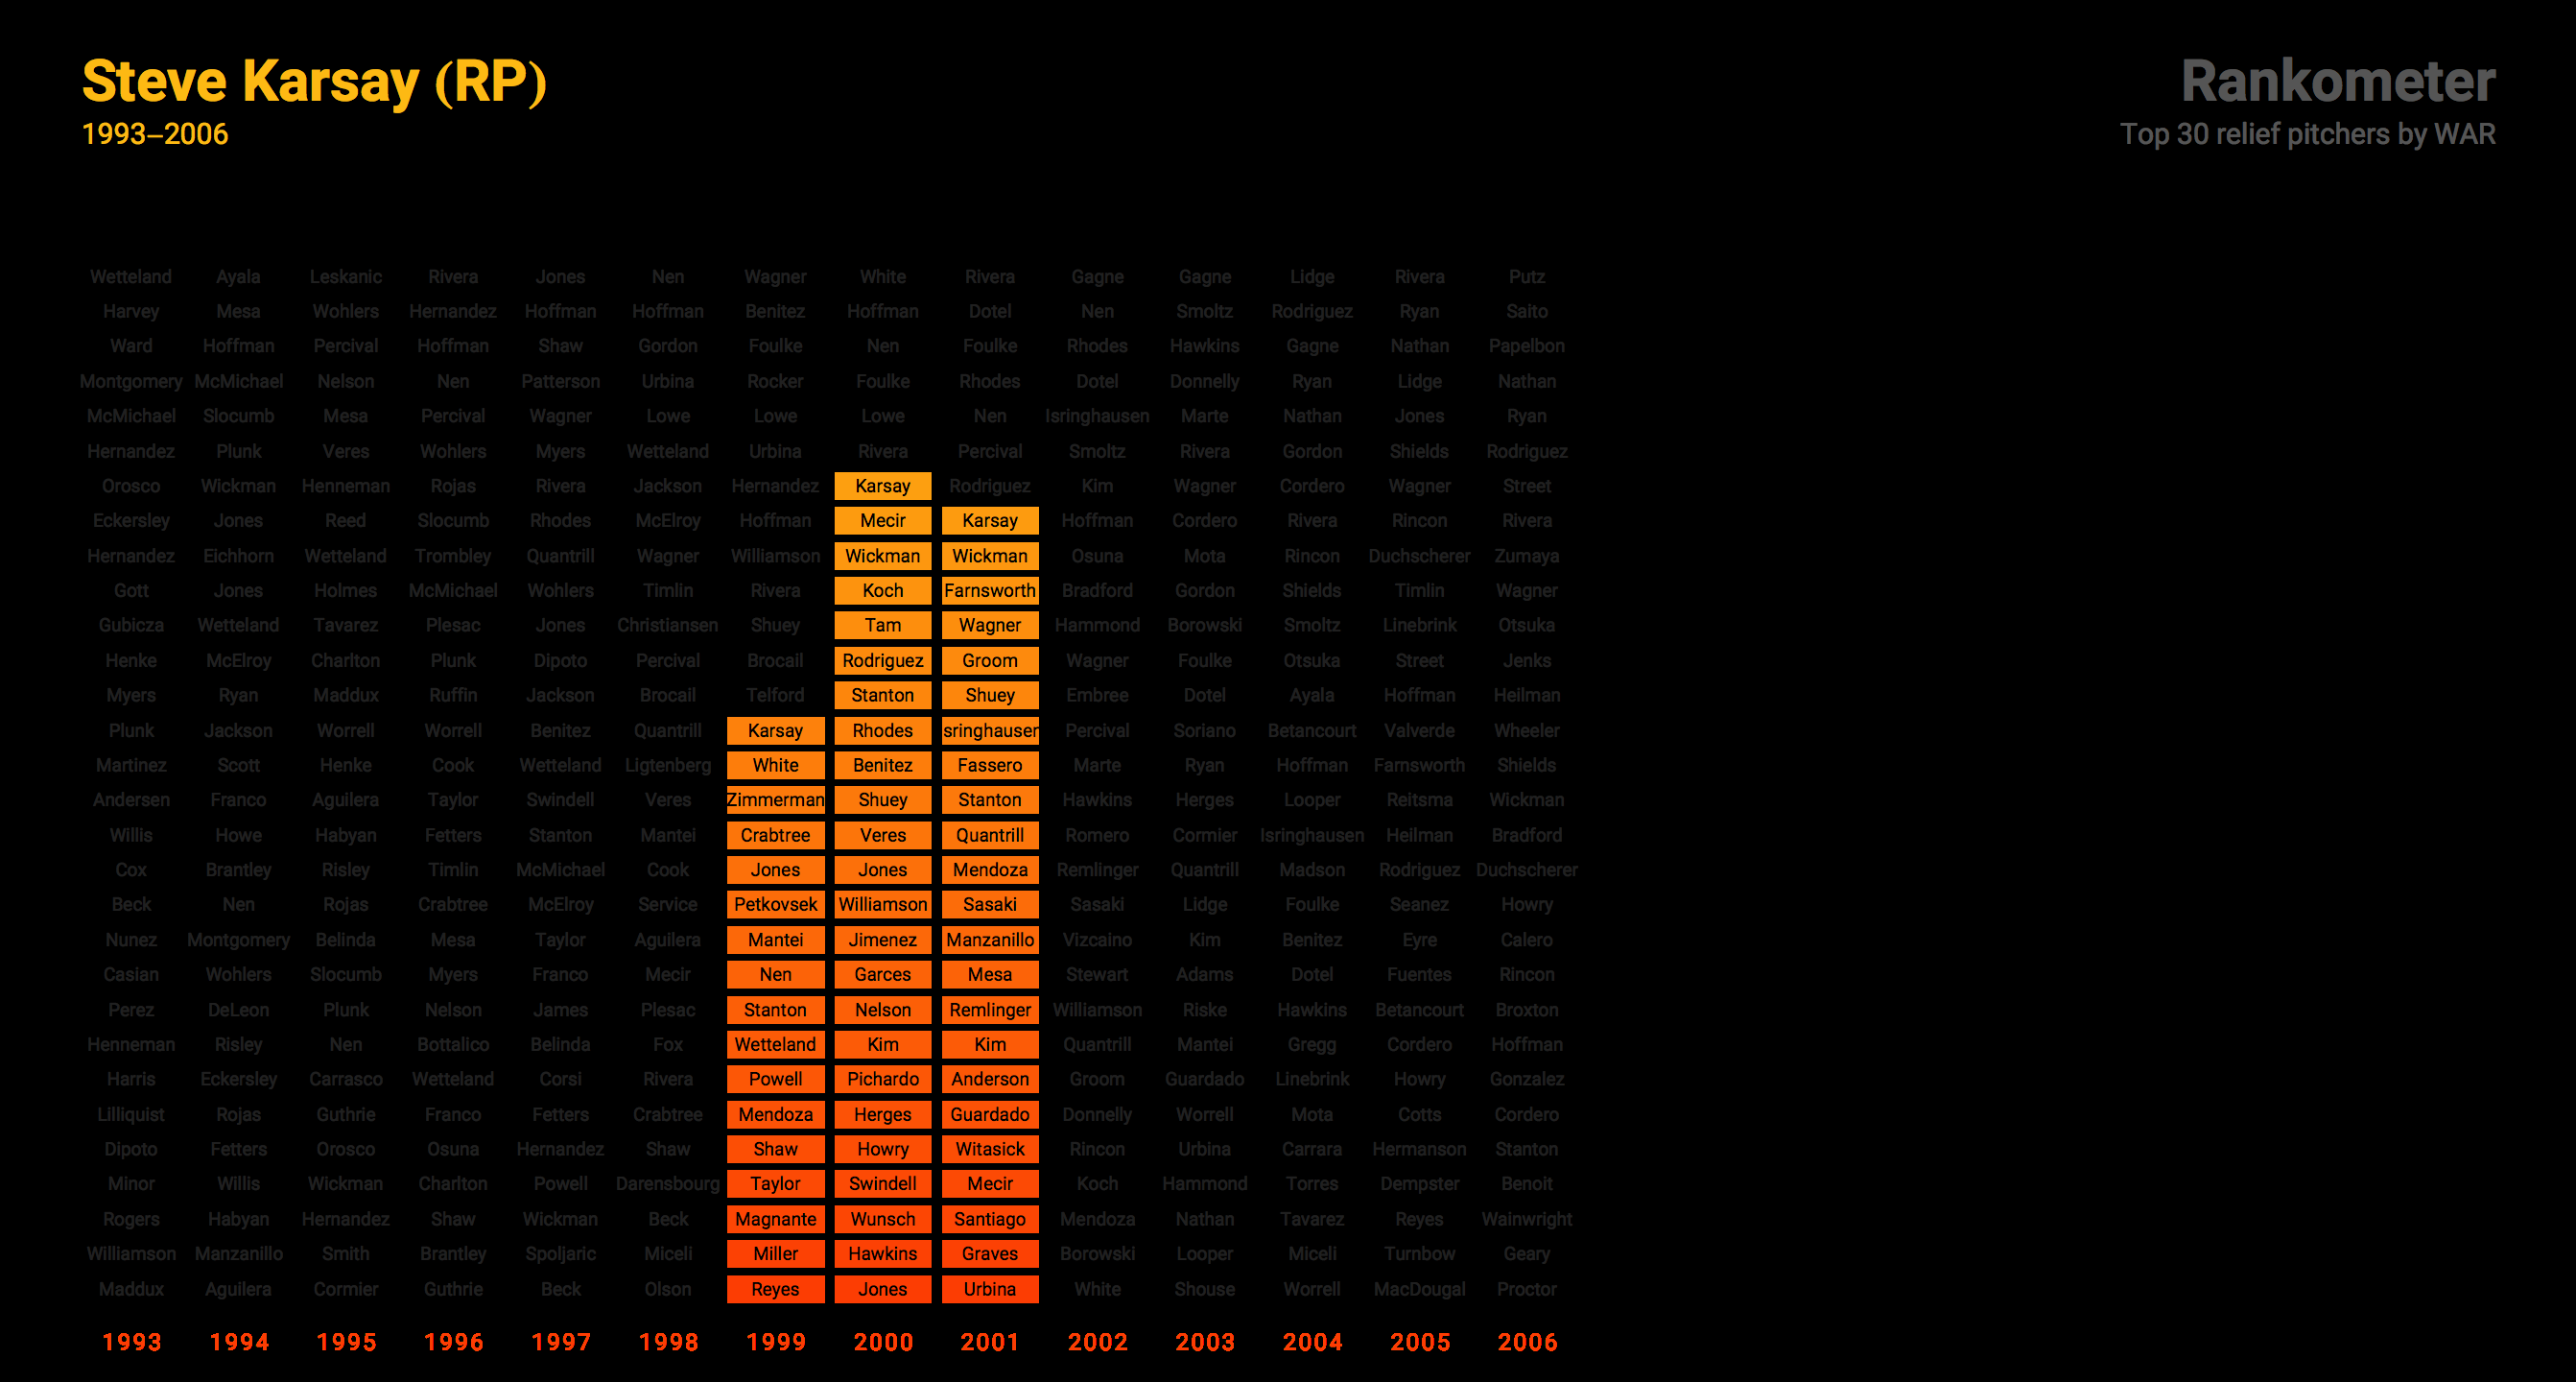 Steve Karsay (RP)
1993–2006
Rankometer
Top 30 relief pitchers by WAR
Wetteland Ayala Leskanic Rivera Jones Nen Wagner White Rivera Gagne Gagne Lidge Rivera Putz
Harvey Mesa Wohlers Hernandez Hoffman Hoffman Benitez Hoffman Dotel Nen Smoltz Rodriguez Ryan Saito
Ward Hoffman Percival Hoffman Shaw Gordon Foulke Nen Foulke Rhodes Hawkins Gagne Nathan Papelbon
Montgomery McMichael Nelson Nen Patterson Urbina Rocker Foulke Rhodes Dotel Donnelly Ryan Lidge Nathan
McMichael Slocumb Mesa Percival Wagner Lowe Lowe Lowe Nen Isringhausen Marte Nathan Jones Ryan
Hernandez Plunk Veres Wohlers Myers Wetteland Urbina Rivera Percival Smoltz Rivera Gordon Shields Rodriguez
Orosco Wickman Henneman Rojas Rivera Jackson Hernandez Karsay Rodriguez Kim Wagner Cordero Wagner Street
Eckersley Jones Reed Slocumb Rhodes McElroy Hoffman Mecir Karsay Hoffman Cordero Rivera Rincon Rivera
Hernandez Eichhorn Wetteland Trombley Quantrill Wagner Williamson Wickman Wickman Osuna Mota Rincon Duchscherer Zumaya
Gott Jones Holmes McMichael Wohlers Timlin Rivera Koch Farnsworth Bradford Gordon Shields Timlin Wagner
Gubicza Wetteland Tavarez Plesac Jones Christiansen Shuey Tam Wagner Hammond Borowski Smoltz Linebrink Otsuka
Henke McElroy Charlton Plunk Dipoto Percival Brocail Rodriguez Groom Wagner Foulke Otsuka Street Jenks
Myers Ryan Maddux Ruffin Jackson Brocail Telford Stanton Shuey Embree Dotel Ayala Hoffman Heilman
Plunk Jackson Worrell Worrell Benitez Quantrill Karsay Rhodes sringhausen Percival Soriano Betancourt Valverde Wheeler
Martinez Scott Henke Cook Wetteland Ligtenberg White Benitez Fassero Marte Ryan Hoffman Farnsworth Shields
Andersen Franco Aguilera Taylor Swindell Veres Zimmerman Shuey Stanton Hawkins Herges Looper Reitsma Wickman
Willis Howe Habyan Fetters Stanton Mantei Crabtree Veres Quantrill Romero Cormier Isringhausen Heilman Bradford
Cox Brantley Risley Timlin McMichael Cook Jones Jones Mendoza Remlinger Quantrill Madson Rodriguez Duchscherer
Beck Nen Rojas Crabtree McElroy Service Petkovsek Williamson Sasaki Sasaki Lidge Foulke Seanez Howry
Nunez Montgomery Belinda Mesa Taylor Aguilera Mantei Jimenez Manzanillo Vizcaino Kim Benitez Eyre Calero
Casian Wohlers Slocumb Myers Franco Mecir Nen Garces Mesa Stewart Adams Dotel Fuentes Rincon
Perez DeLeon Plunk Nelson James Plesac Stanton Nelson Remlinger Williamson Riske Hawkins Betancourt Broxton
Henneman Risley Nen Bottalico Belinda Fox Wetteland Kim Kim Quantrill Mantei Gregg Cordero Hoffman
Harris Eckersley Carrasco Wetteland Corsi Rivera Powell Pichardo Anderson Groom Guardado Linebrink Howry Gonzalez
Lilliquist Rojas Guthrie Franco Fetters Crabtree Mendoza Herges Guardado Donnelly Worrell Mota Cotts Cordero
Dipoto Fetters Orosco Osuna Hernandez Shaw Shaw Howry Witasick Rincon Urbina Carrara Hermanson Stanton
Minor Willis Wickman Charlton Powell Darensbourg Taylor Swindell Mecir Koch Hammond Torres Dempster Benoit
Rogers Habyan Hernandez Shaw Wickman Beck Magnante Wunsch Santiago Mendoza Nathan Tavarez Reyes Wainwright
Williamson Manzanillo Smith Brantley Spoljaric Miceli Miller Hawkins Graves Borowski Looper Miceli Turnbow Geary
Maddux Aguilera Cormier Guthrie Beck Olson Reyes Jones Urbina White Shouse Worrell MacDougal Proctor
1993 1994 1995 1996 1997 1998 1999 2000 2001 2002 2003 2004 2005 2006